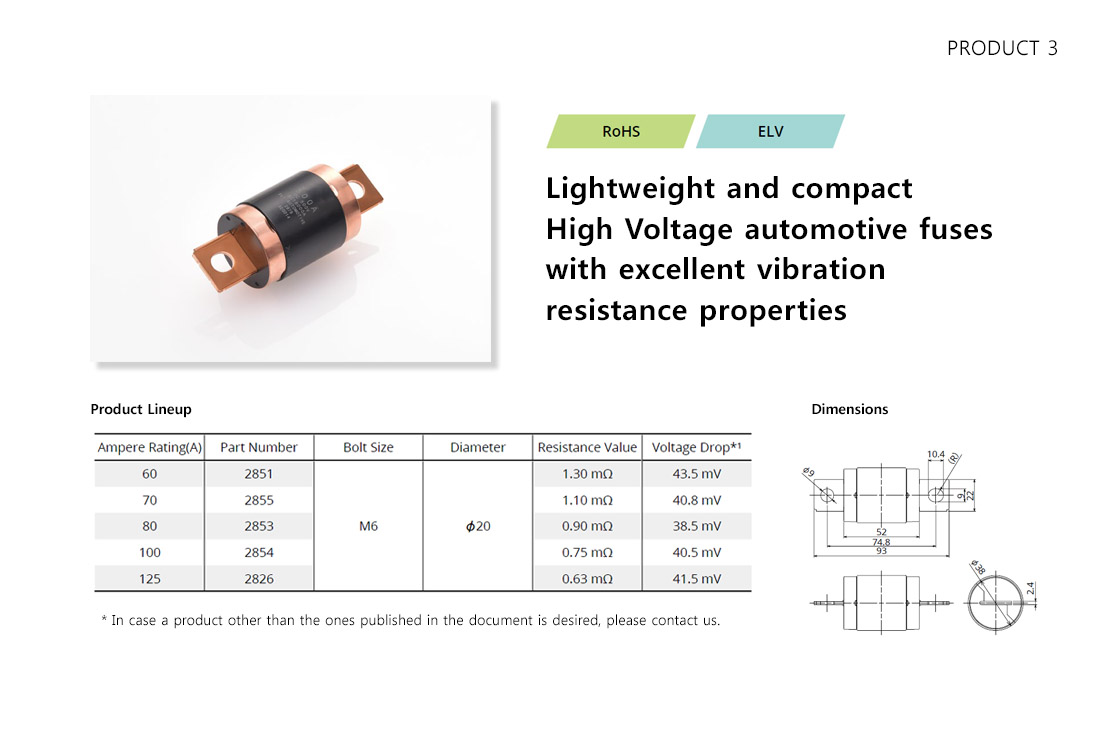 PRODUCT 3
RoHS
ELV
Lightweight and compact
High Voltage automotive fuses
with excellent vibration
resistance properties
00A
Product Lineup
Ampere Rating(A) Part Number Bolt Size Diameter Resistance Value Voltage Drop*¹
60 2851 1.30 mΩ 43.5 mV
70 2855 1.10 mΩ 40.8 mV
80 2853 M6 ϕ20 0.90 mΩ 38.5 mV
100 2854 0.75 mΩ 40.5 mV
125 2826 0.63 mΩ 41.5 mV
* In case a product other than the ones published in the document is desired, please contact us.
Dimensions
ϕ9
10.4
(R)
9
22
52
74.8
93
ϕ38
2.4